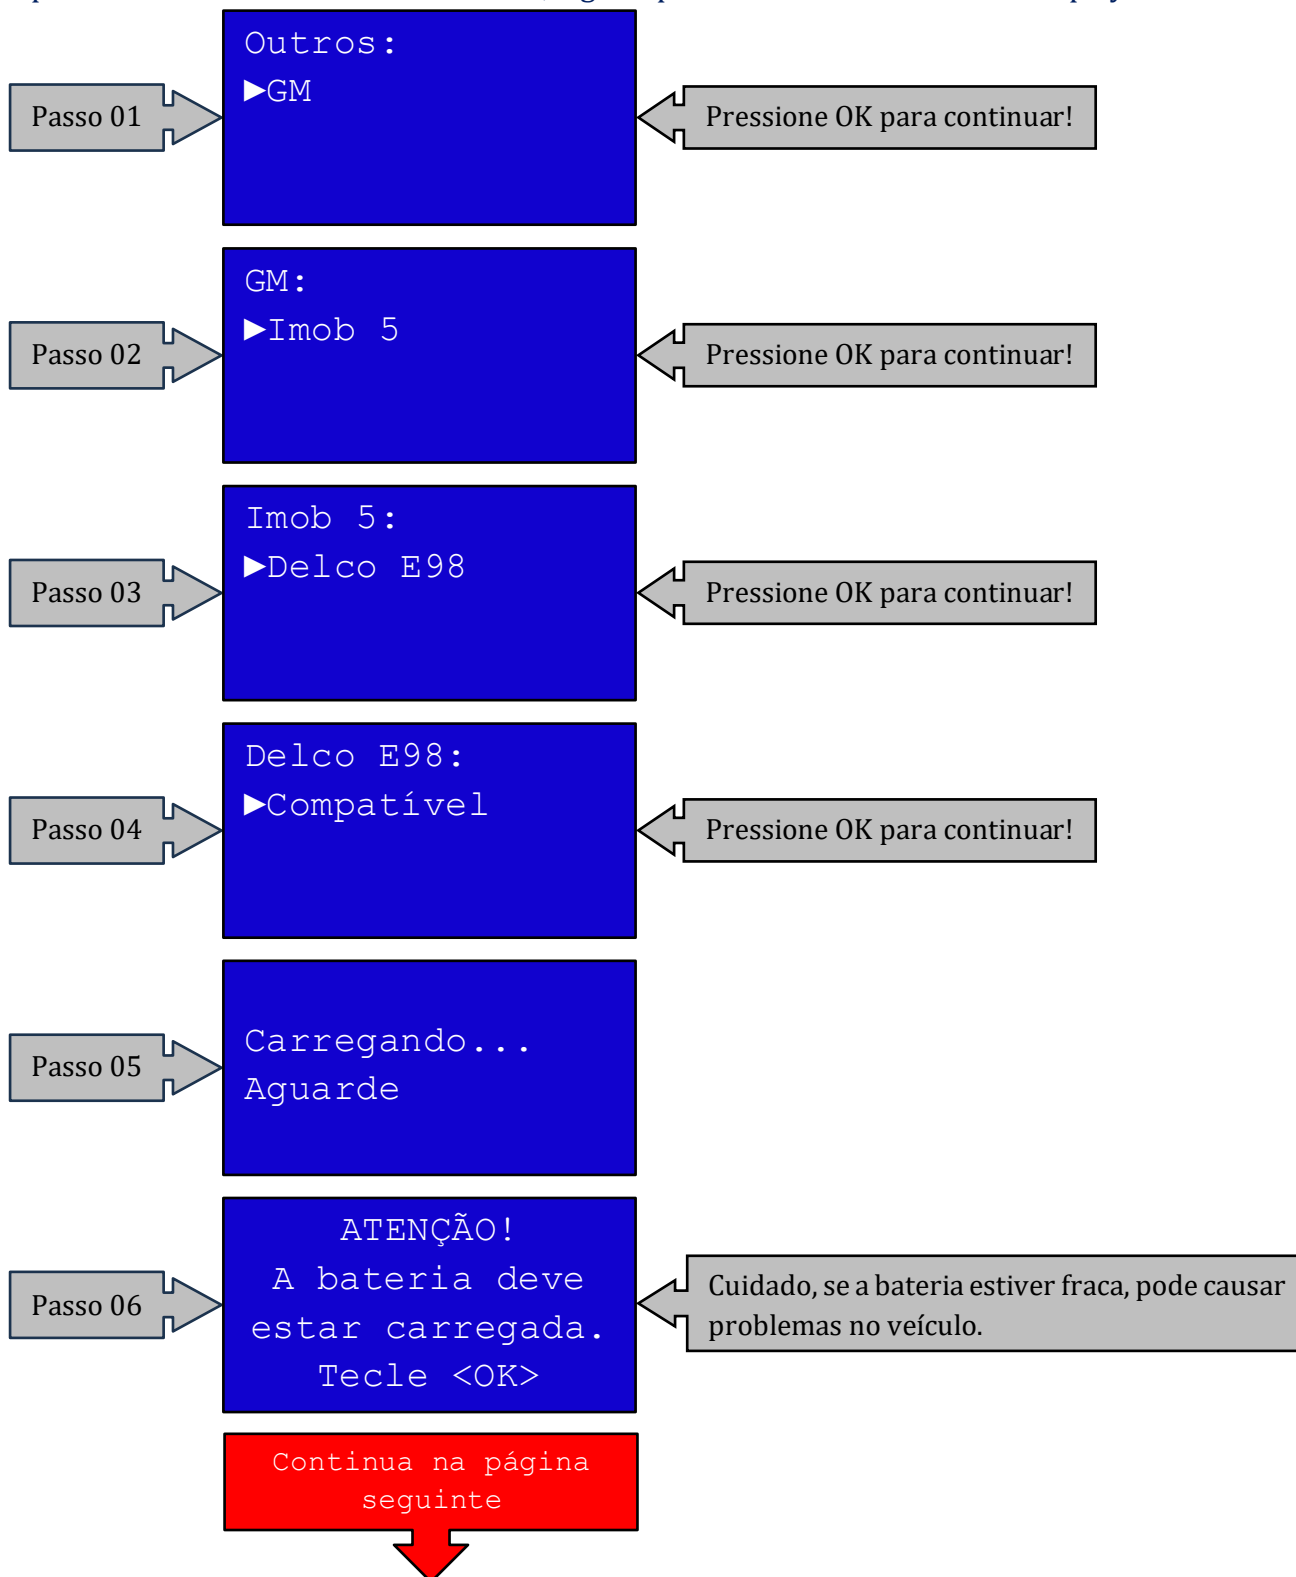 Outros:
►GM
Passo 01
Pressione OK para continuar!
GM:
►Imob 5
Passo 02
Pressione OK para continuar!
Imob 5:
►Delco E98
Passo 03
Pressione OK para continuar!
Delco E98:
►Compatível
Passo 04
Pressione OK para continuar!
Carregando...
Aguarde
Passo 05
ATENÇÃO!
A bateria deve
estar carregada.
Tecle <OK>
Passo 06
Cuidado, se a bateria estiver fraca, pode causar
problemas no veículo.
Continua na página
seguinte